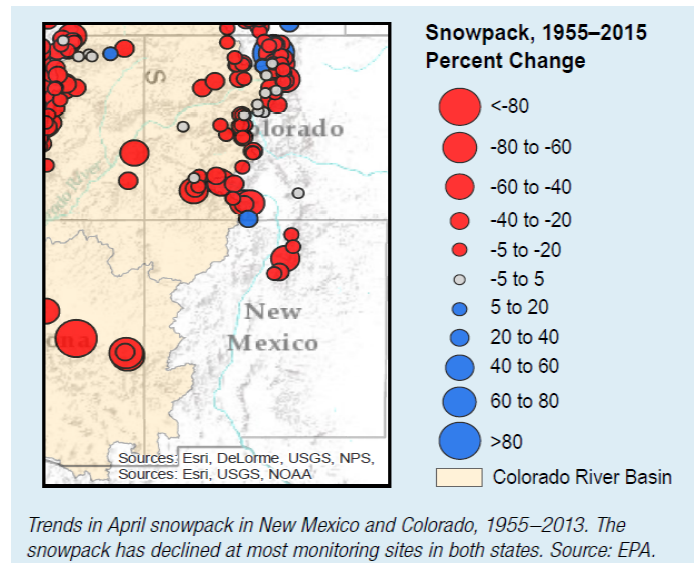 Snowpack, 1955–2015
Percent Change
<-80
-80 to -60
-60 to -40
-40 to -20
-5 to -20
-5 to 5
5 to 20
20 to 40
40 to 60
60 to 80
>80
Colorado River Basin
S
olorado
River
New
Mexico
Sources: Esri, DeLorme, USGS, NPS,
Sources: Esri, USGS, NOAA
Trends in April snowpack in New Mexico and Colorado, 1955–2013. The
snowpack has declined at most monitoring sites in both states. Source: EPA.